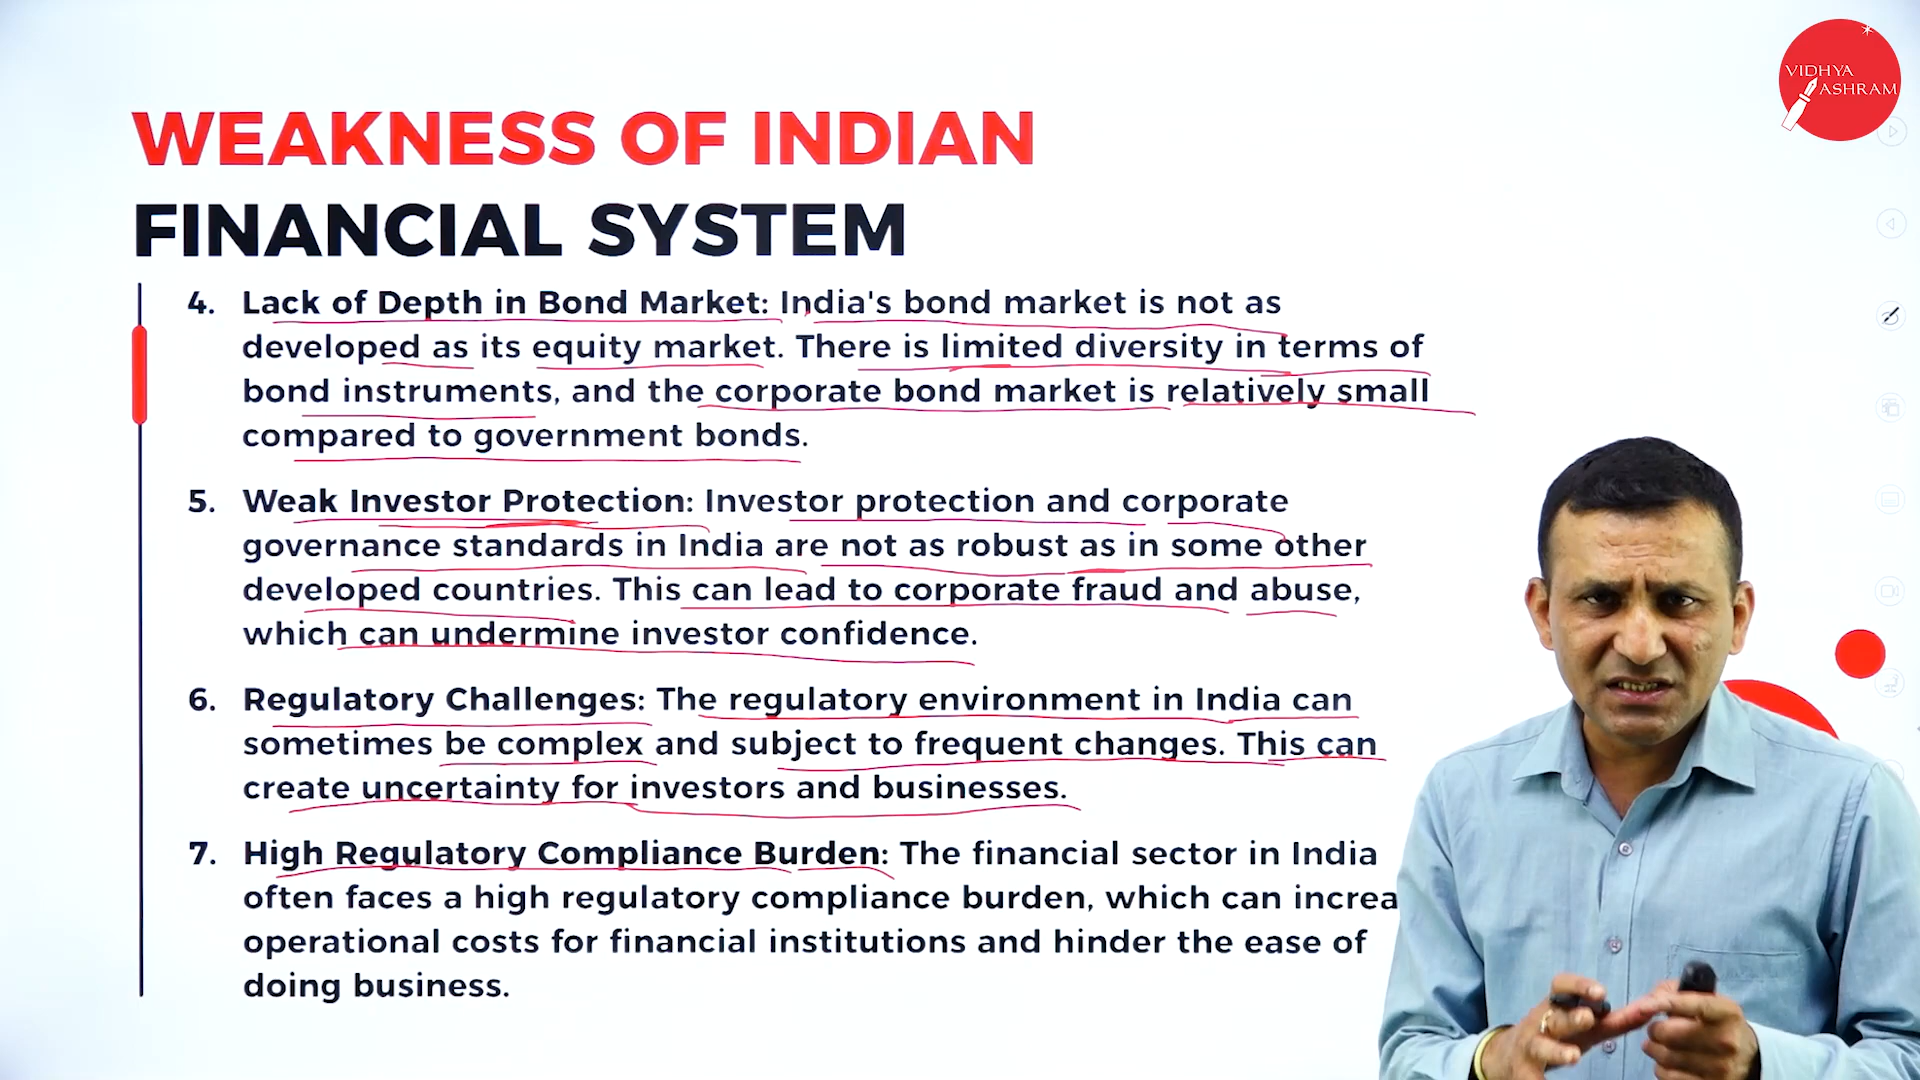 VIDHYA
ASHRAM
WEAKNESS OF INDIAN
FINANCIAL SYSTEM
4. Lack of Depth in Bond Market: India's bond market is not as
developed as its equity market. There is limited diversity in terms of
bond instruments, and the corporate bond market is relatively small
compared to government bonds.
5. Weak Investor Protection: Investor protection and corporate
governance standards in India are not as robust as in some other
developed countries. This can lead to corporate fraud and abuse,
which can undermine investor confidence.
6. Regulatory Challenges: The regulatory environment in India can
sometimes be complex and subject to frequent changes. This can
create uncertainty for investors and businesses.
7. High Regulatory Compliance Burden: The financial sector in India
often faces a high regulatory compliance burden, which can increa
operational costs for financial institutions and hinder the ease of
doing business.